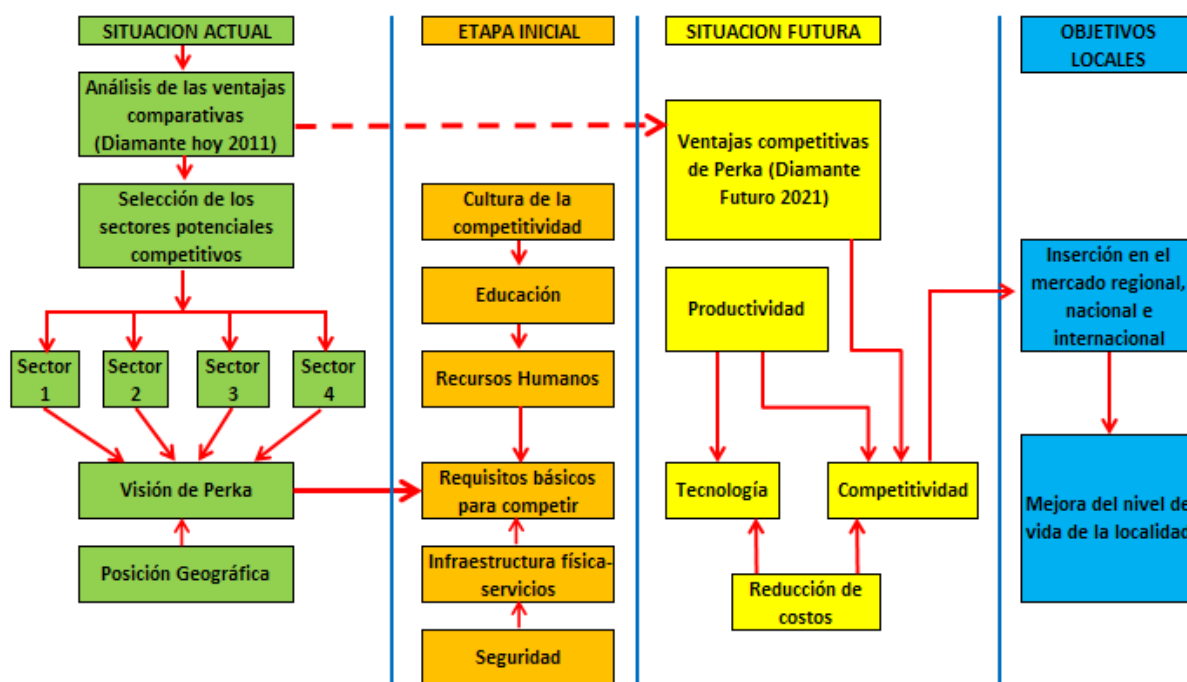 SITUACION ACTUAL
Análisis de las ventajas
comparativas
(Diamante hoy 2011)
Selección de los
sectores potenciales
competitivos
Sector
1
Sector
2
Sector
3
Sector
4
Visión de Perka
Posición Geográfica
ETAPA INICIAL
Cultura de la
competitividad
Educación
Recursos Humanos
Requisitos básicos
para competir
Infraestructura física-
servicios
Seguridad
SITUACION FUTURA
Ventajas competitivas
de Perka (Diamante
Futuro 2021)
Productividad
Tecnología
Competitividad
Reducción de
costos
OBJETIVOS
LOCALES
Inserción en el
mercado regional,
nacional e
internacional
Mejora del nivel de
vida de la localidad